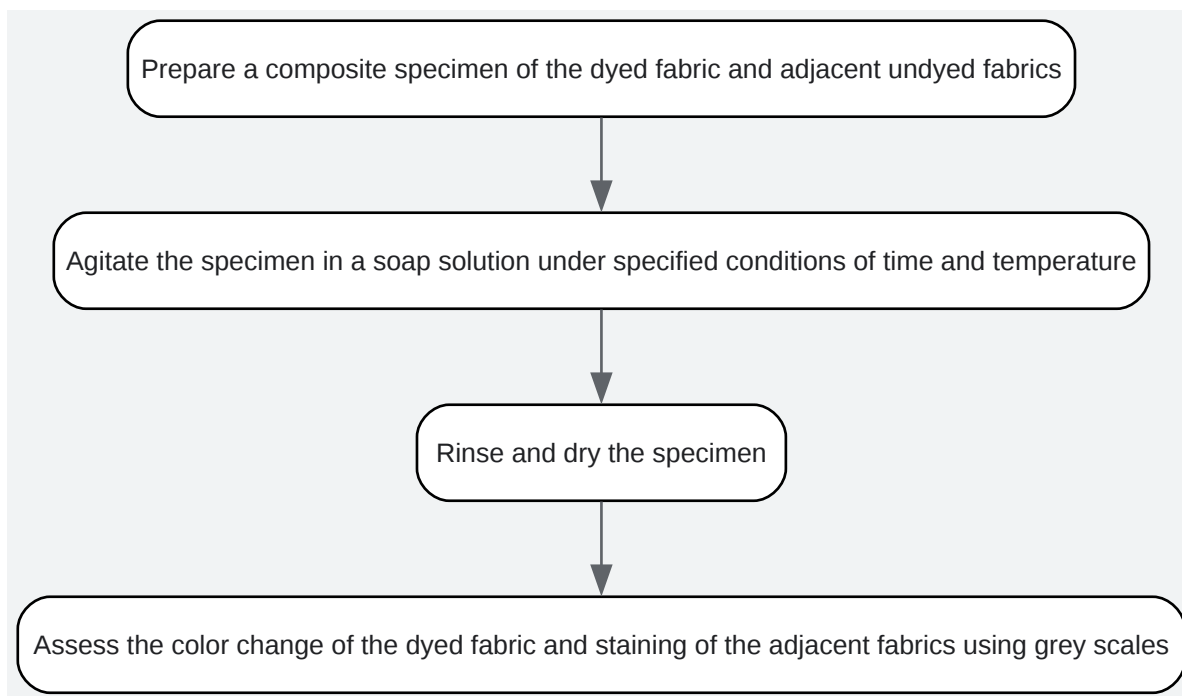 Prepare a composite specimen of the dyed fabric and adjacent undyed fabrics
Agitate the specimen in a soap solution under specified conditions of time and temperature
Rinse and dry the specimen
Assess the color change of the dyed fabric and staining of the adjacent fabrics using grey scales